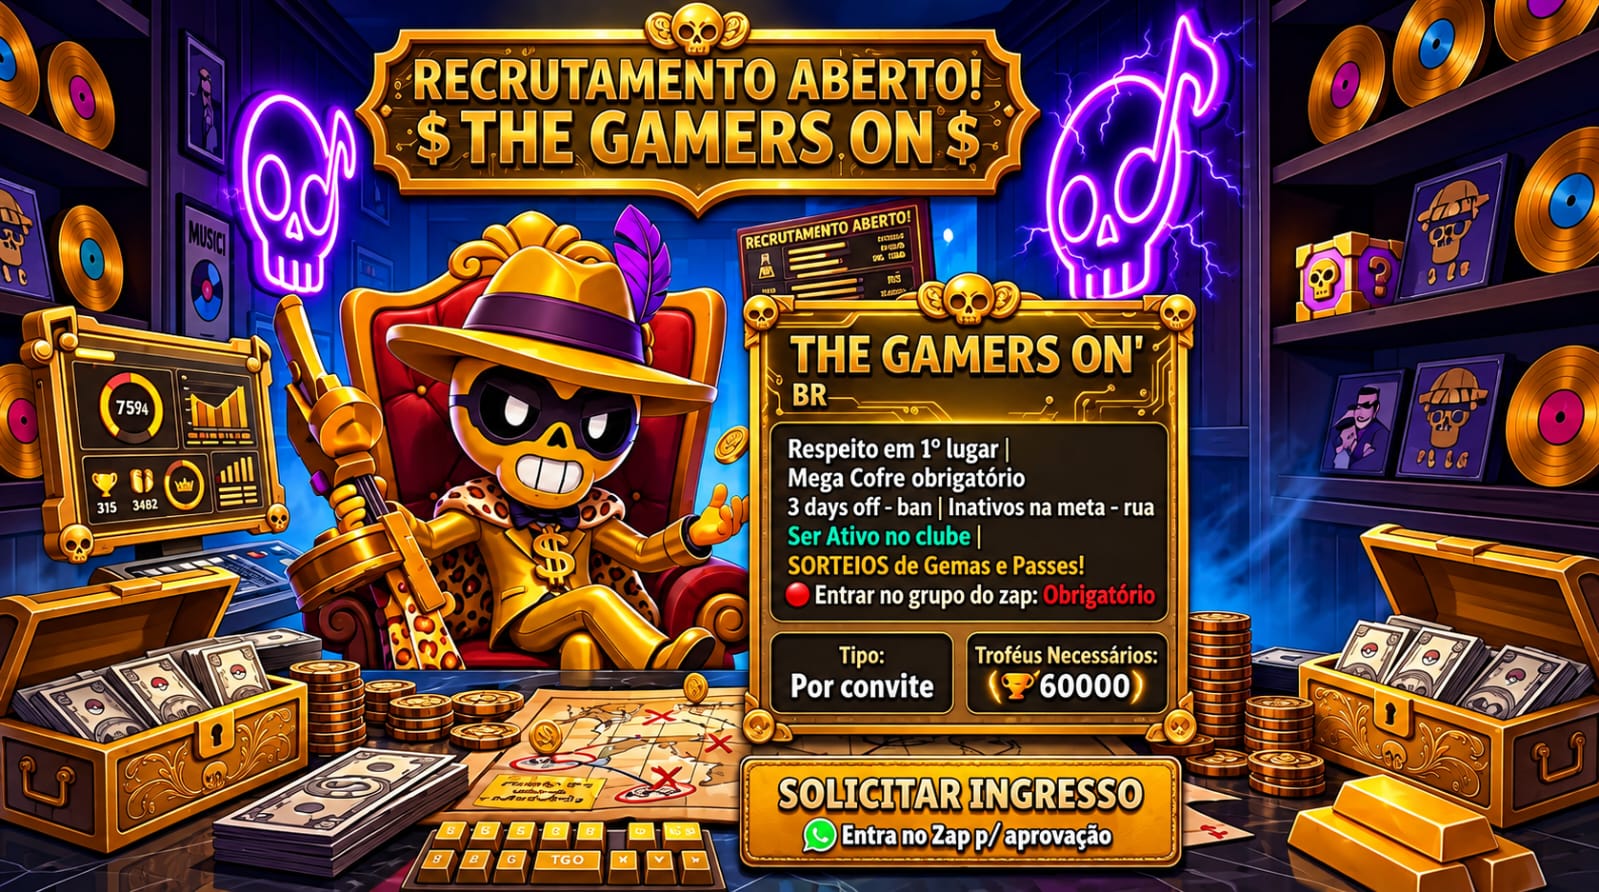 RECRUTAMENTO ABERTO!
$ THE GAMERS ON $
MUSIC!
RECRUTAMENTO ABERTO!
7594
315 3482
THE GAMERS ON'
BR
Respeito em 1º lugar |
Mega Cofre obrigatório
3 days off - ban | Inativos na meta - rua
Ser Ativo no clube |
SORTEIOS de Gemas e Passes!
Entrar no grupo do zap: Obrigatório
Tipo:
Por convite
Troféus Necessários:
(60000)
SOLICITAR INGRESSO
Entra no Zap p/ aprovação
TGO